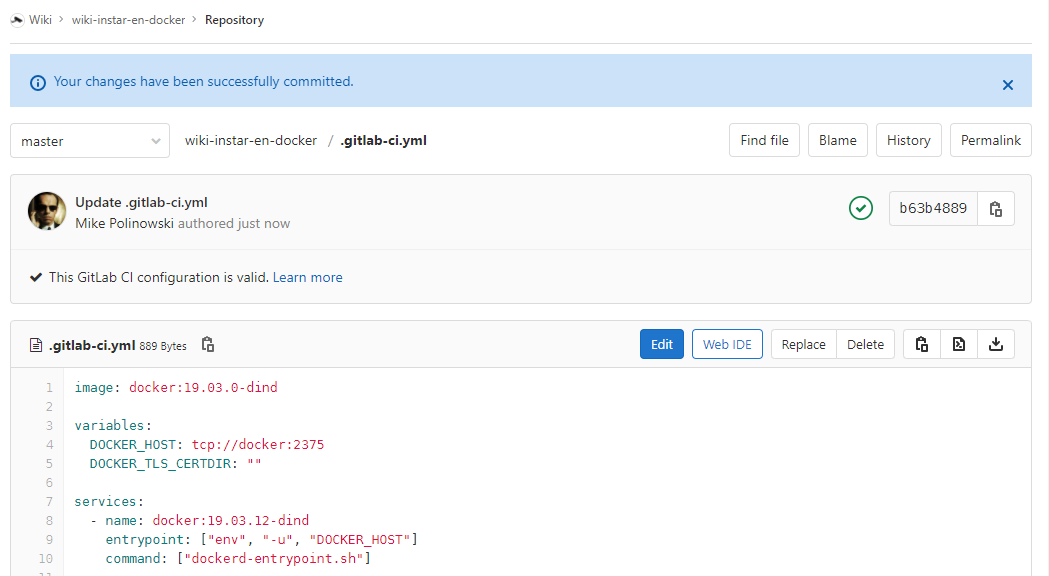 Wiki > wiki-instar-en-docker > Repository
Your changes have been successfully committed.
master wiki-instar-en-docker / .gitlab-ci.yml Find file Blame History Permalink
Update .gitlab-ci.yml
Mike Polinowski authored just now
b63b4889
This GitLab CI configuration is valid. Learn more
.gitlab-ci.yml 889 Bytes Edit Web IDE Replace Delete
1 image: docker:19.03.0-dind
2
3 variables:
4 DOCKER_HOST: tcp://docker:2375
5 DOCKER_TLS_CERTDIR: ""
6
7 services:
8 - name: docker:19.03.12-dind
9 entrypoint: ["env", "-u", "DOCKER_HOST"]
10 command: ["dockerd-entrypoint.sh"]
11